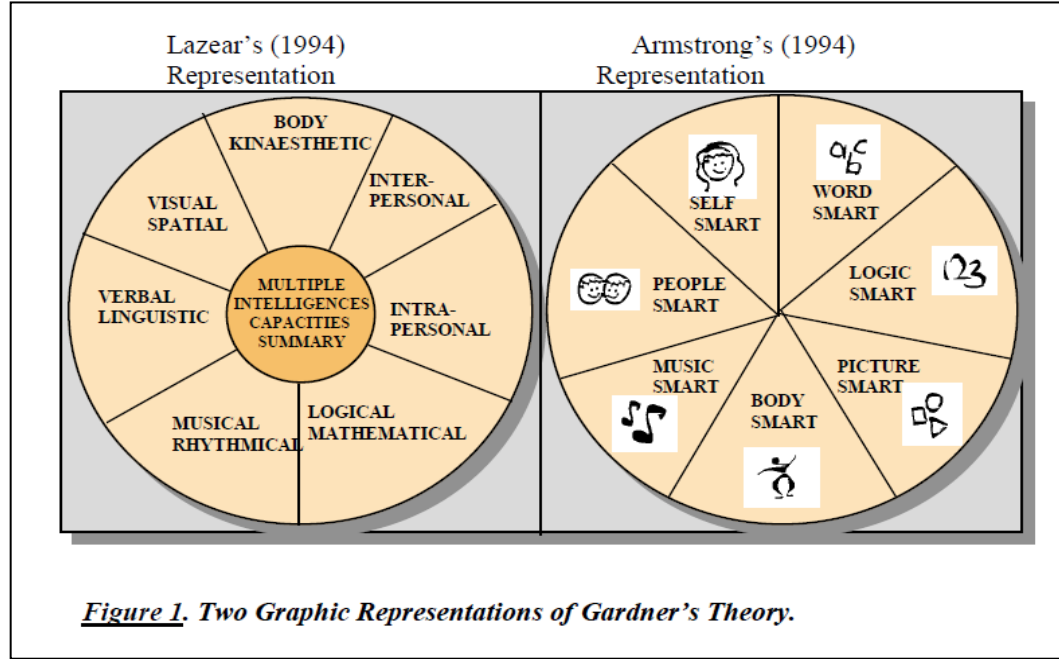 Lazear's (1994)
Representation
Armstrong's (1994)
Representation
BODY
KINAESTHETIC
INTER-
PERSONAL
INTRA-
PERSONAL
LOGICAL
MATHEMATICAL
MUSICAL
RHYTHMICAL
VERBAL
LINGUISTIC
VISUAL
SPATIAL
MULTIPLE
INTELLIGENCES
CAPACITIES
SUMMARY
SELF
SMART
abc
WORD
SMART
LOGIC
SMART
123
PICTURE
SMART
BODY
SMART
MUSIC
SMART
PEOPLE
SMART
Figure 1. Two Graphic Representations of Gardner's Theory.